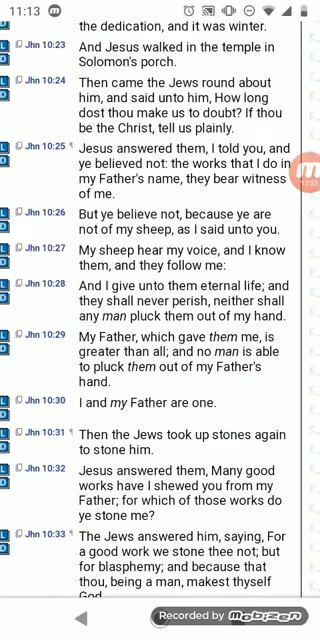 11:13
the dedication, and it was winter.
L Jhn 10:23 And Jesus walked in the temple in
D Solomon's porch.
L Jhn 10:24 Then came the Jews round about
D him, and said unto him, How long
dost thou make us to doubt? If thou
be the Christ, tell us plainly.
L Jhn 10:25 ¶ Jesus answered them, I told you, and
D ye believed not: the works that I do in
my Father's name, they bear witness
of me.
17:51
L Jhn 10:26 But ye believe not, because ye are
D not of my sheep, as I said unto you.
L Jhn 10:27 My sheep hear my voice, and I know
D them, and they follow me:
L Jhn 10:28 And I give unto them eternal life; and
D they shall never perish, neither shall
any man pluck them out of my hand.
L Jhn 10:29 My Father, which gave them me, is
D greater than all; and no man is able
to pluck them out of my Father's
hand.
L Jhn 10:30 I and my Father are one.
D
L Jhn 10:31 ¶ Then the Jews took up stones again
D to stone him.
L Jhn 10:32 Jesus answered them, Many good
D works have I shewed you from my
Father; for which of those works do
ye stone me?
L Jhn 10:33 ¶ The Jews answered him, saying, For
D a good work we stone thee not; but
for blasphemy; and because that
thou, being a man, makest thyself
God.
Recorded by mobizen